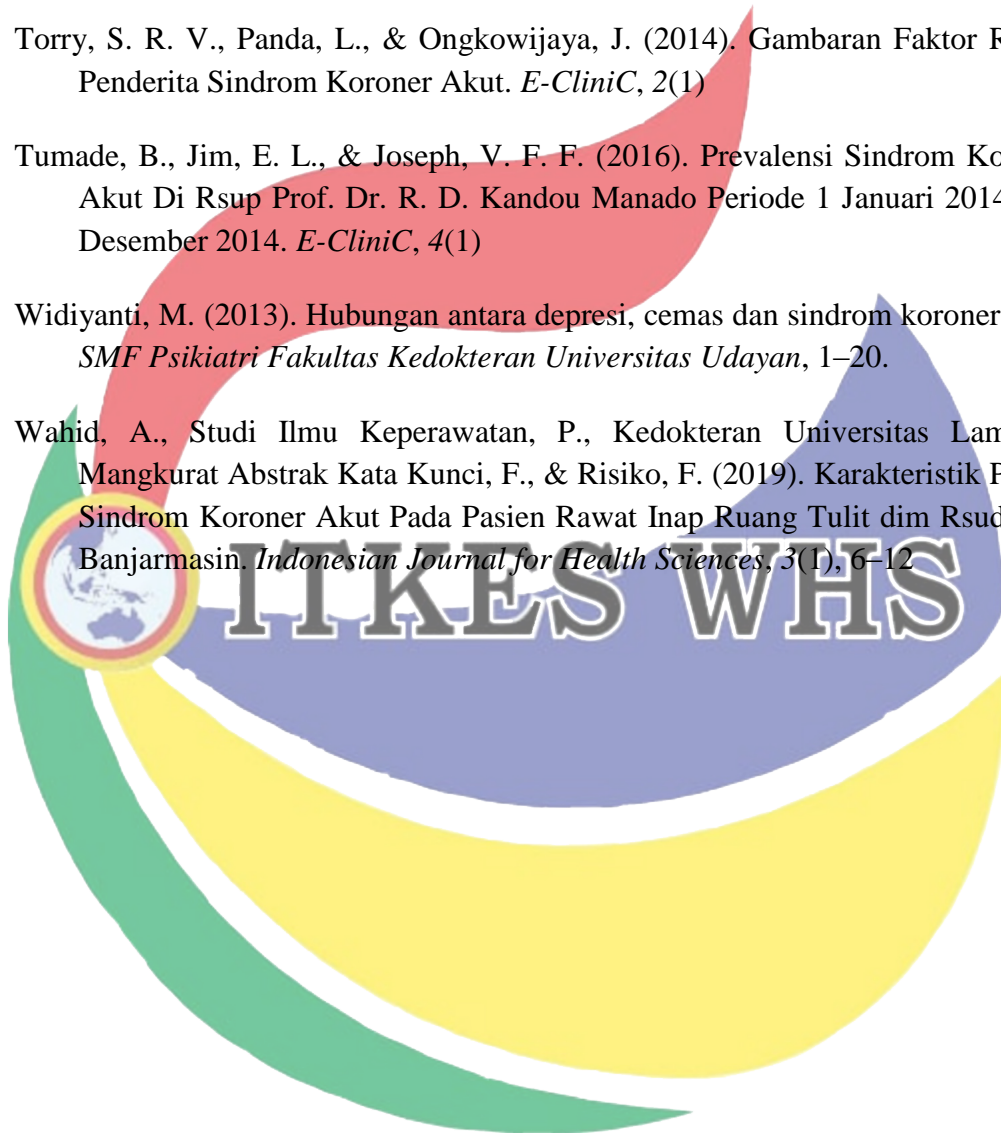 Torry, S. R. V., Panda, L., & Ongkowijaya, J. (2014). Gambaran Faktor
Penderita Sindrom Koroner Akut. E-CliniC, 2(1)
Tumade, B., Jim, E. L., & Joseph, V. F. F. (2016). Prevalensi Sindrom Ko
Akut Di Rsup Prof. Dr. R. D. Kandou Manado Periode 1 Januari 2014
Desember 2014. E-CliniC, 4(1)
Widiyanti, M. (2013). Hubungan antara depresi, cemas dan sindrom koroner
SMF Psikiatri Fakultas Kedokteran Universitas Udayan, 1–20.
Wahid, A., Studi Ilmu Keperawatan, P., Kedokteran Universitas Lam
Mangkurat Abstrak Kata Kunci, F., & Risiko, F. (2019). Karakteristik P
Sindrom Koroner Akut Pada Pasien Rawat Inap Ruang Tulit dim Rsud
Banjarmasin. Indonesian Journal for Health Sciences, 3(1), 6–12
ITKES WHS